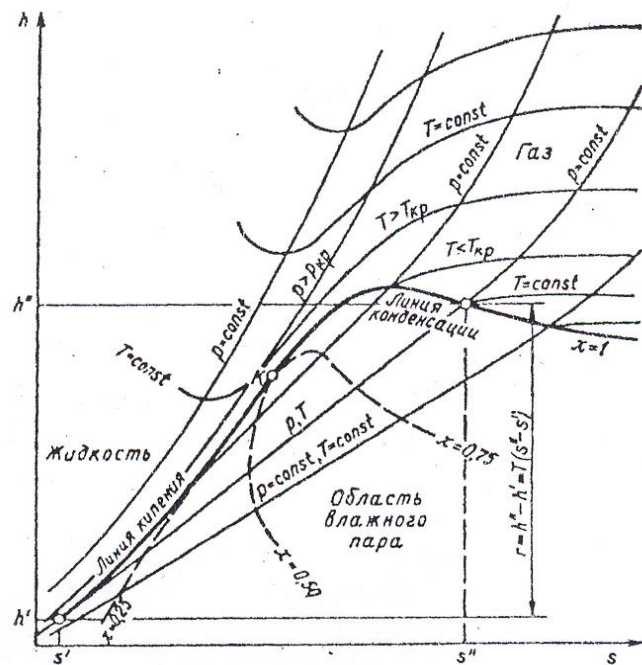 h
T=const
p=const
Газ
p=const
T>Tкр
p>pкр
T≤Tкр
h"
Линия
конденсации
T=const
p=const
x=1
T=const
K
p,T
x=0,75
Жидкость
p=const, T=const
r=h"-h'=T(s"-s')
Линия кипения
Область
влажного
пара
x=0,50
x=0,25
h'
s'
s"
s